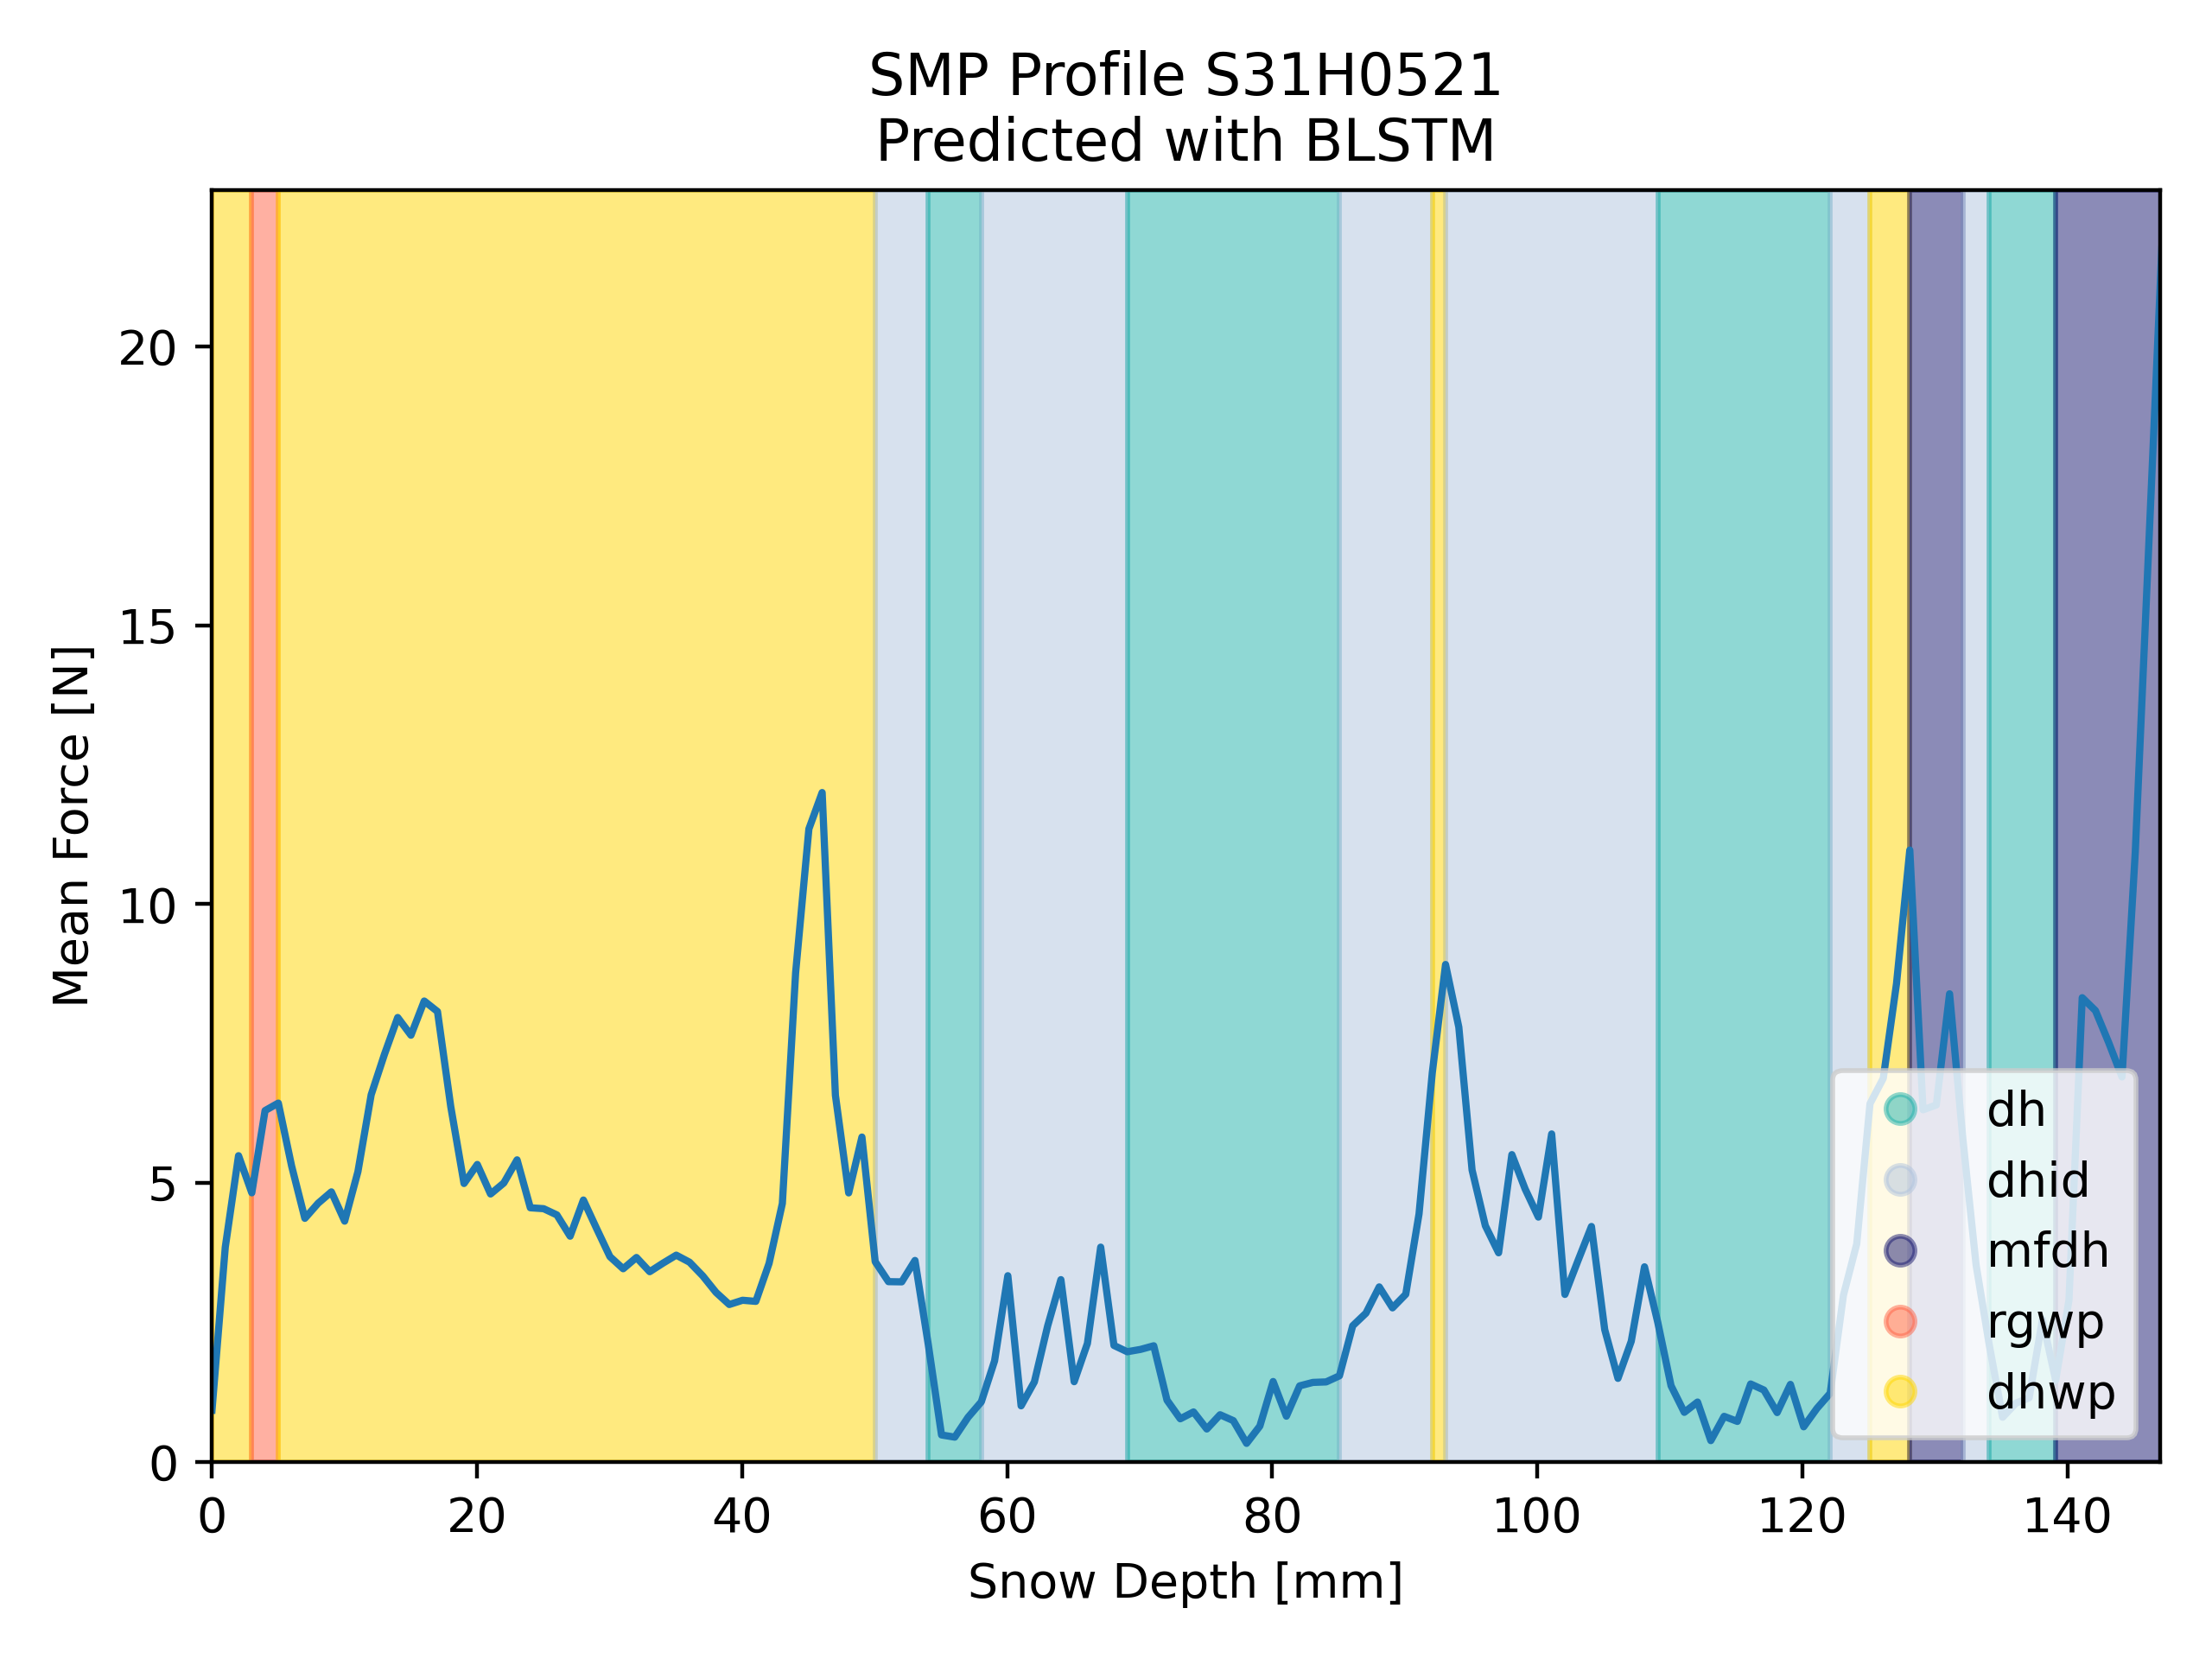 SMP Profile S31H0521
Predicted with BLSTM
Mean Force [N]
20
15
10
5
0
0 20 40 60 80 100 120 140
Snow Depth [mm]
dh
dhid
mfdh
rgwp
dhwp